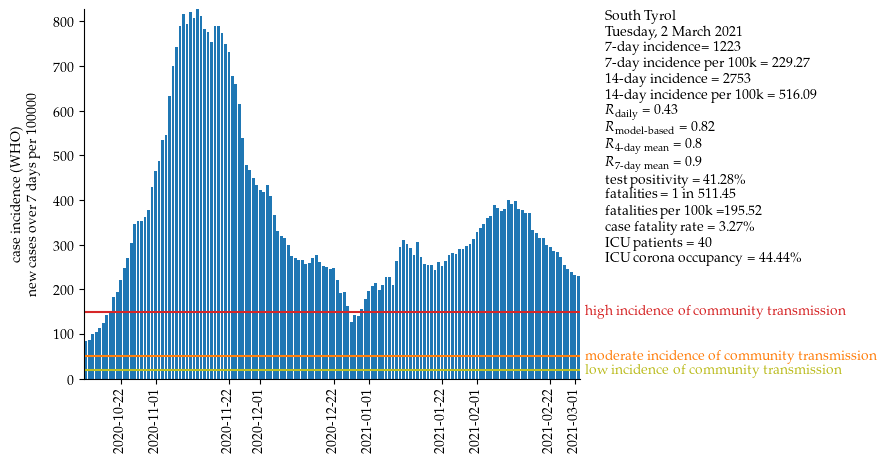 South Tyrol
Tuesday, 2 March 2021
7-day incidence= 1223
7-day incidence per 100k = 229.27
14-day incidence = 2753
14-day incidence per 100k = 516.09
R daily = 0.43
R model-based = 0.82
R 4-day mean = 0.8
R 7-day mean = 0.9
test positivity = 41.28%
fatalities = 1 in 511.45
fatalities per 100k =195.52
case fatality rate = 3.27%
ICU patients = 40
ICU corona occupancy = 44.44%
case incidence (WHO)
new cases over 7 days per 100000
800
700
600
500
400
300
200
100
0
high incidence of community transmission
moderate incidence of community transmission
low incidence of community transmission
2020-10-22
2020-11-01
2020-11-22
2020-12-01
2020-12-22
2021-01-01
2021-01-22
2021-02-01
2021-02-22
2021-03-01